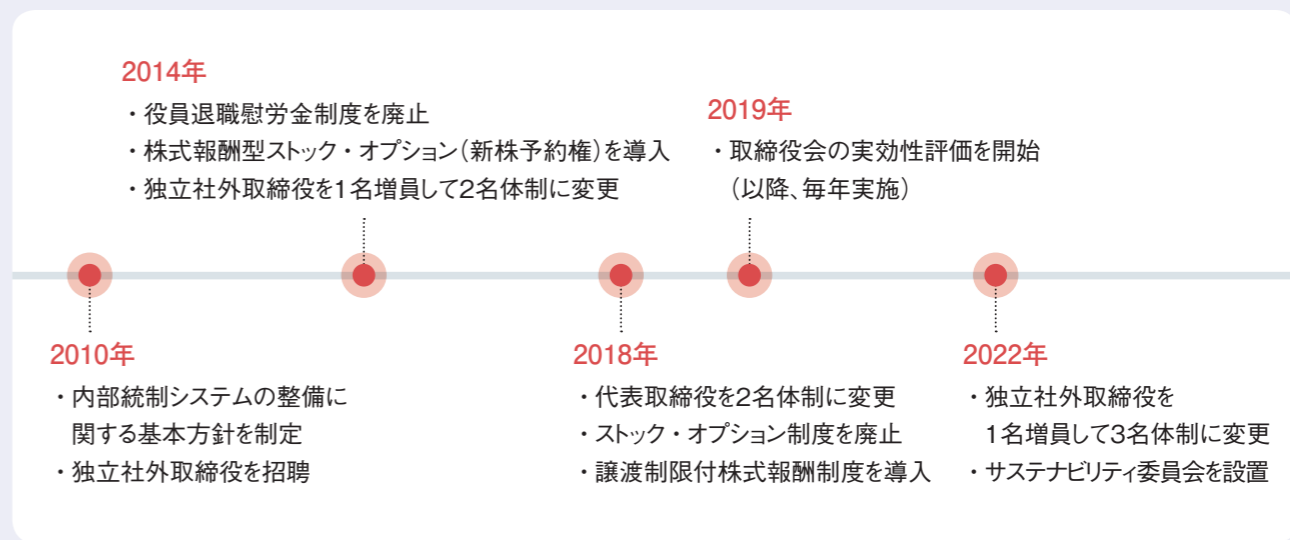 2014年
・役員退職慰労金制度を廃止
・株式報酬型ストック・オプション（新株予約権）を導入
・独立社外取締役を1名増員して2名体制に変更
2019年
・取締役会の実効性評価を開始
（以降、毎年実施）
2010年
・内部統制システムの整備に
関する基本方針を制定
・独立社外取締役を招聘
2018年
・代表取締役を2名体制に変更
・ストック・オプション制度を廃止
・譲渡制限付株式報酬制度を導入
2022年
・独立社外取締役を
1名増員して3名体制に変更
・サステナビリティ委員会を設置